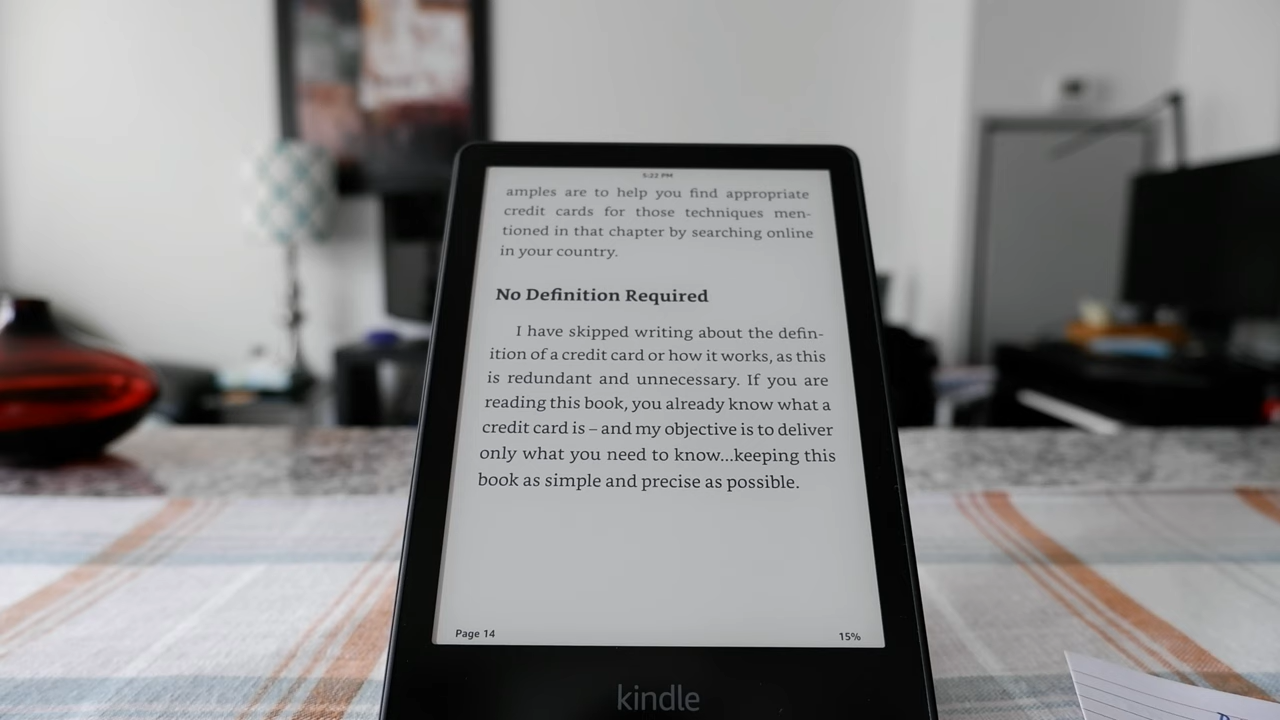 5:22 PM
amples are to help you find appropriate
credit cards for those techniques men-
tioned in that chapter by searching online
in your country.
No Definition Required
I have skipped writing about the defin-
ition of a credit card or how it works, as this
is redundant and unnecessary. If you are
reading this book, you already know what a
credit card is – and my objective is to deliver
only what you need to know...keeping this
book as simple and precise as possible.
Page 14
15%
kindle